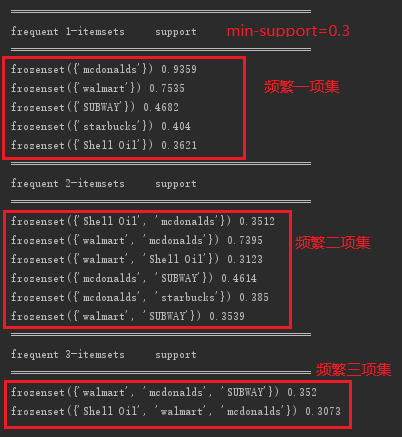 frequent 1-itemsets support min-support=0.3
frozenset({'mcdonalds'}) 0.9359
频繁一项集
frozenset({'walmart'}) 0.7535
frozenset({'SUBWAY'}) 0.4682
frozenset({'starbucks'}) 0.404
frozenset({'Shell Oil'}) 0.3621
frequent 2-itemsets support
frozenset({'Shell Oil', 'mcdonalds'}) 0.3512
frozenset({'walmart', 'mcdonalds'}) 0.7395
频繁二项集
frozenset({'walmart', 'Shell Oil'}) 0.3123
frozenset({'mcdonalds', 'SUBWAY'}) 0.4614
frozenset({'mcdonalds', 'starbucks'}) 0.385
frozenset({'walmart', 'SUBWAY'}) 0.3539
frequent 3-itemsets support
频繁三项集
frozenset({'walmart', 'mcdonalds', 'SUBWAY'}) 0.352
frozenset({'Shell Oil', 'walmart', 'mcdonalds'}) 0.3073